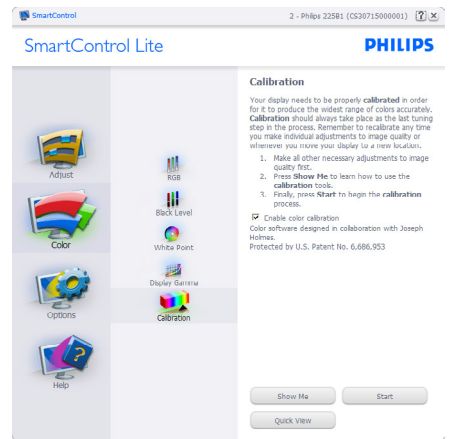 SmartControl
2 - Philips 225B1 (CS30715000001)
SmartControl Lite
PHILIPS
Adjust
Color
Options
Help
RGB
Black Level
White Point
Display Gamma
Calibration
Calibration
Your display needs to be properly calibrated in order
for it to produce the widest range of colors accurately.
Calibration should always take place as the last tuning
step in the process. Remember to recalibrate any time
you make individual adjustments to image quality or
whenever you move your display to a new location.
1. Make all other necessary adjustments to image
quality first.
2. Press Show Me to learn how to use the
calibration tools.
3. Finally, press Start to begin the calibration
process.
Enable color calibration
Color software designed in collaboration with Joseph
Holmes.
Protected by U.S. Patent No. 6,686,953
Show Me
Start
Quick View